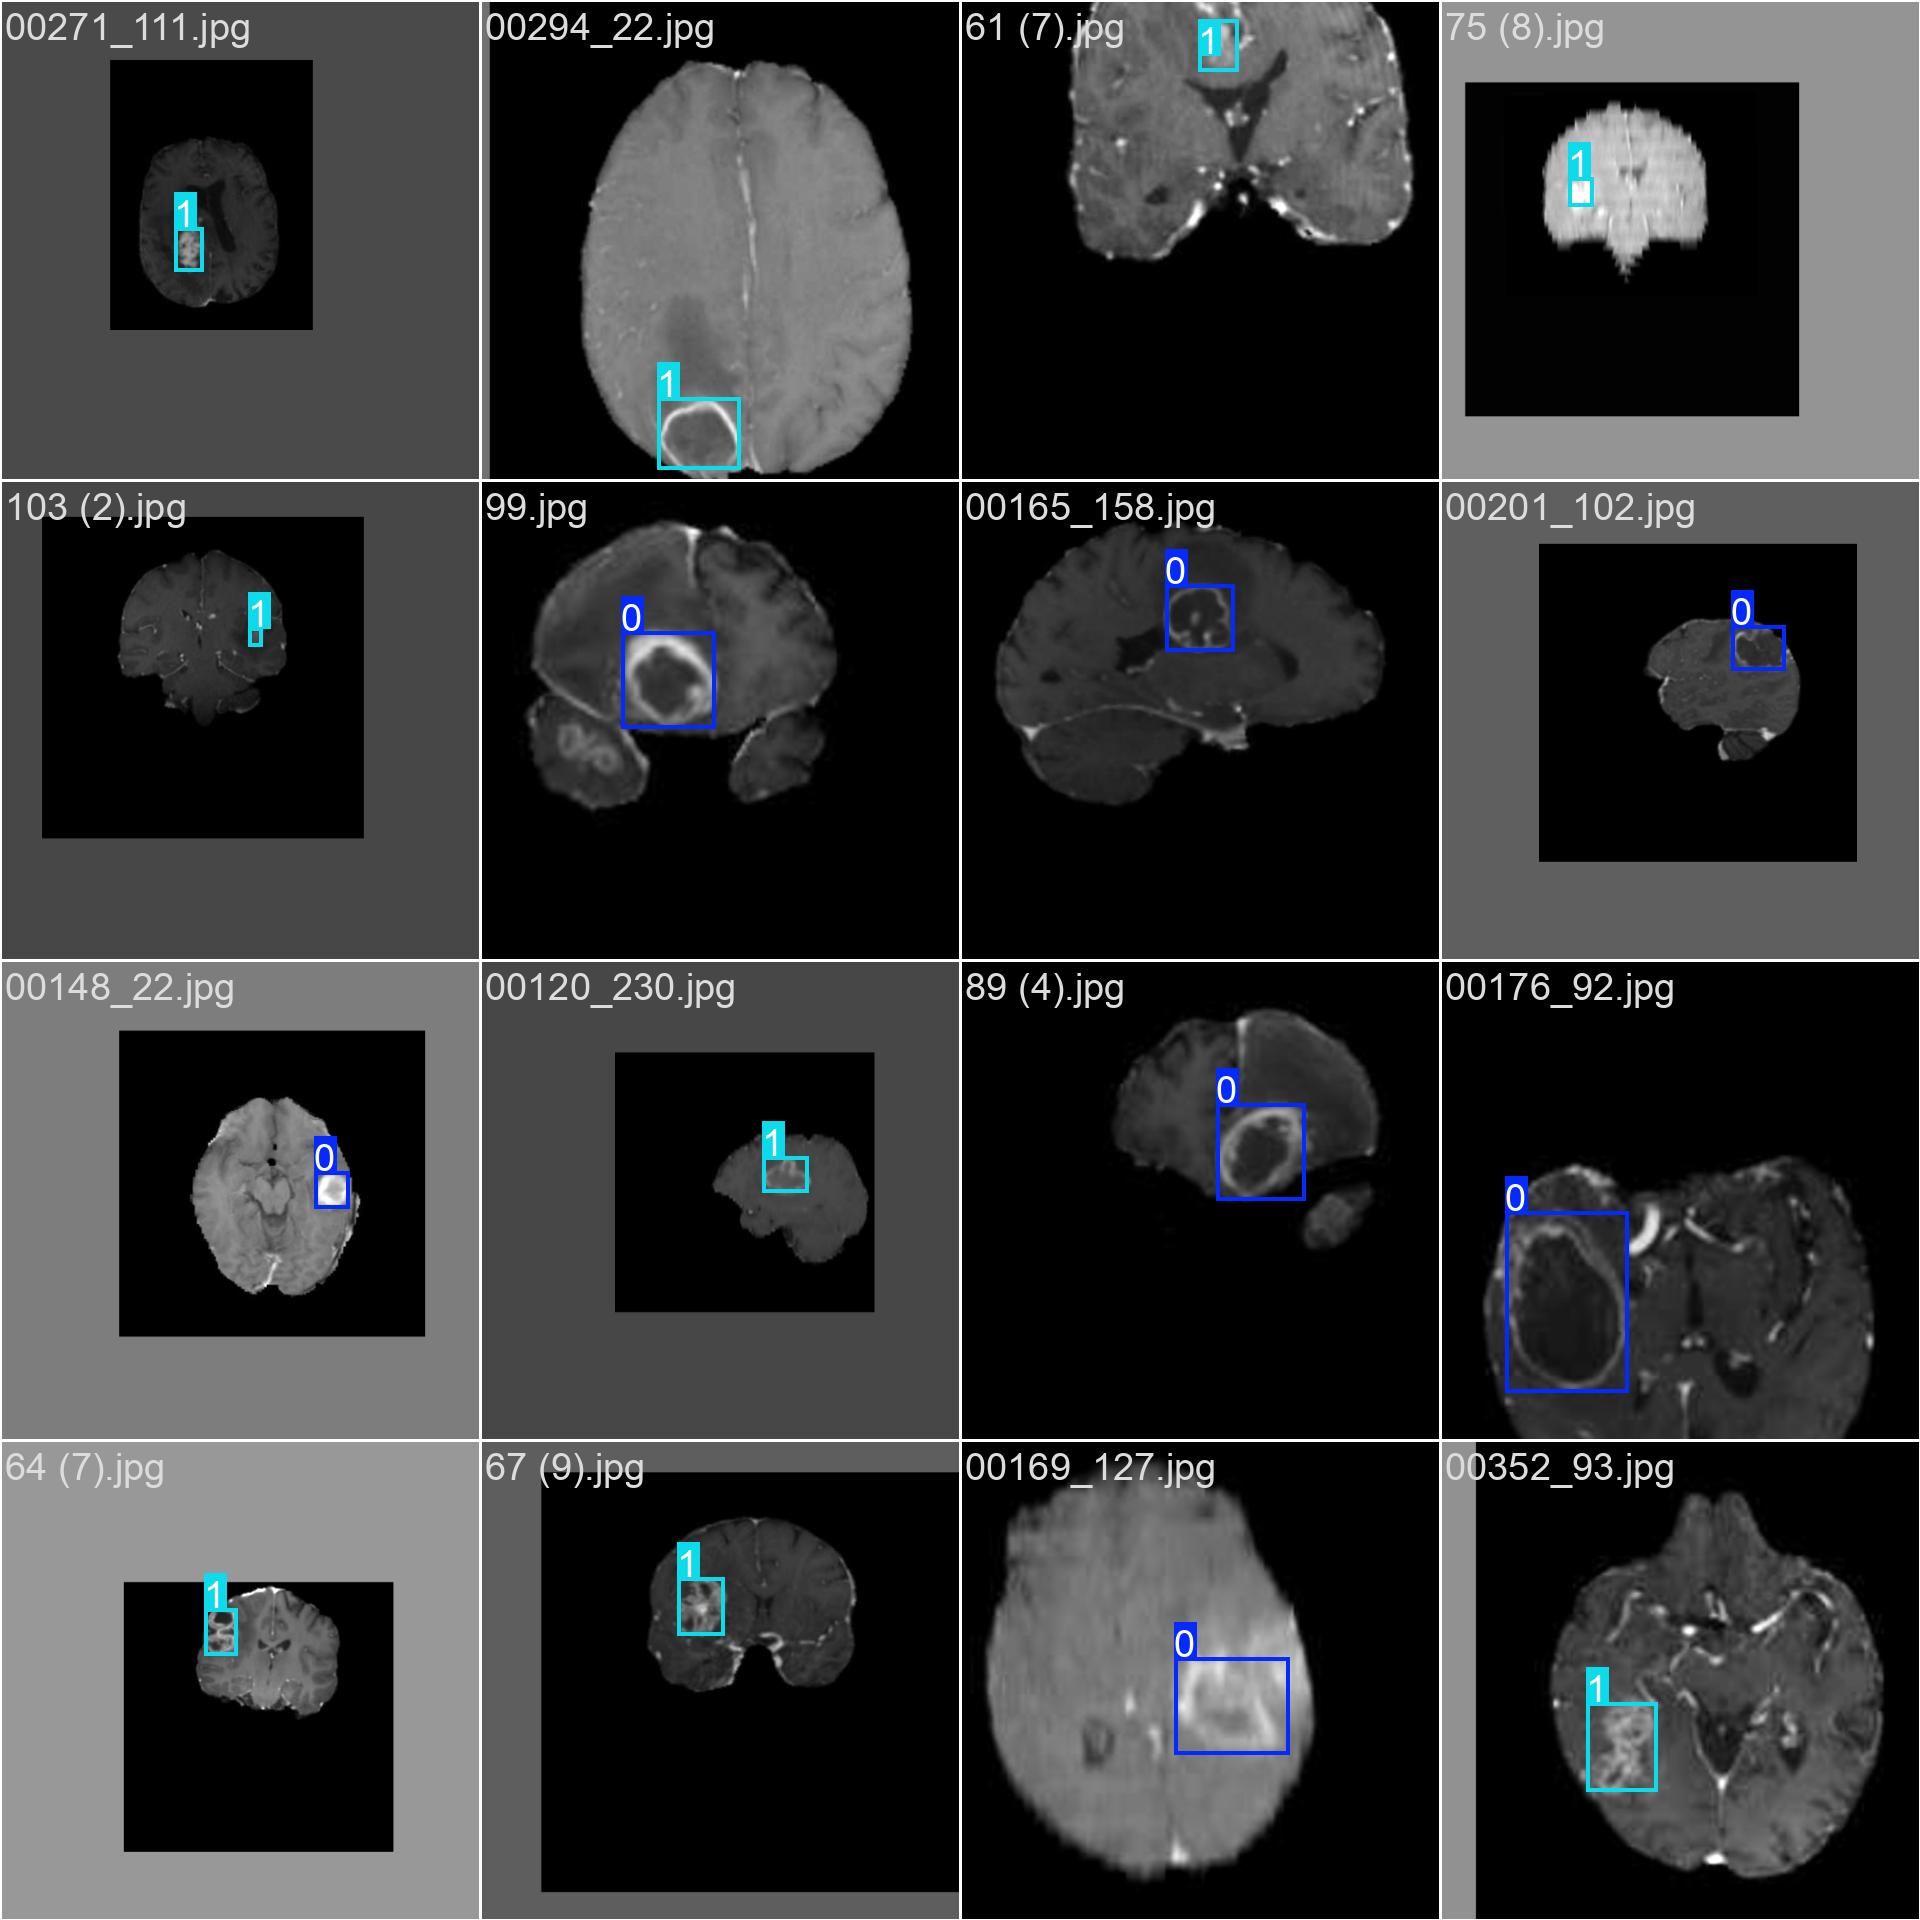 00271_111.jpg
1
00294_22.jpg
1
61 (7).jpg
1
75 (8).jpg
1
103 (2).jpg
1
99.jpg
0
00165_158.jpg
0
00201_102.jpg
0
00148_22.jpg
0
00120_230.jpg
1
89 (4).jpg
0
00176_92.jpg
0
64 (7).jpg
1
67 (9).jpg
1
00169_127.jpg
0
00352_93.jpg
1